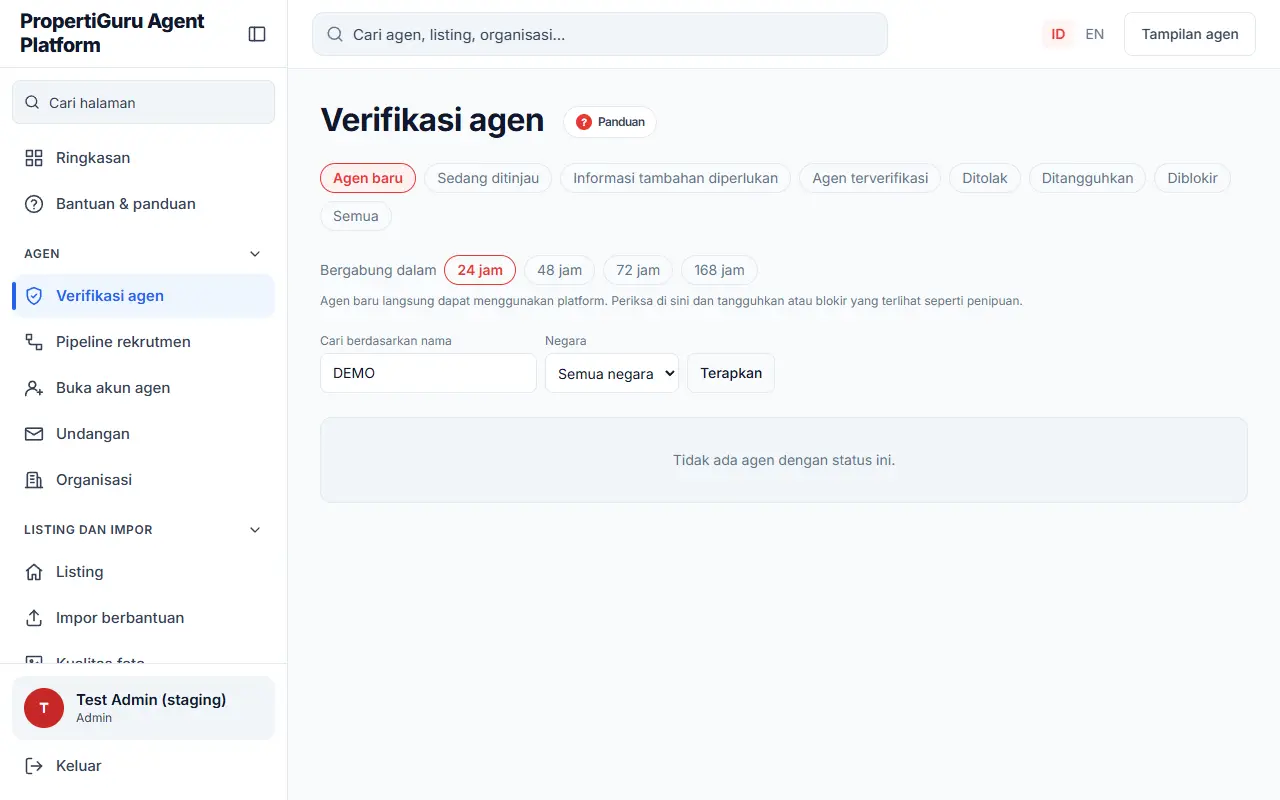 PropertiGuru Agent
Platform
Cari agen, listing, organisasi...
ID
EN
Tampilan agen
Cari halaman
Ringkasan
Bantuan & panduan
AGEN
Verifikasi agen
Pipeline rekrutmen
Buka akun agen
Undangan
Organisasi
LISTING DAN IMPOR
Listing
Impor berbantuan
Kualitas foto
Test Admin (staging)
T
Admin
Keluar
Verifikasi agen
? Panduan
Agen baru
Sedang ditinjau
Informasi tambahan diperlukan
Agen terverifikasi
Ditolak
Ditangguhkan
Diblokir
Semua
Bergabung dalam
24 jam
48 jam
72 jam
168 jam
Agen baru langsung dapat menggunakan platform. Periksa di sini dan tangguhkan atau blokir yang terlihat seperti penipuan.
Cari berdasarkan nama
Negara
DEMO
Semua negara
Terapkan
Tidak ada agen dengan status ini.